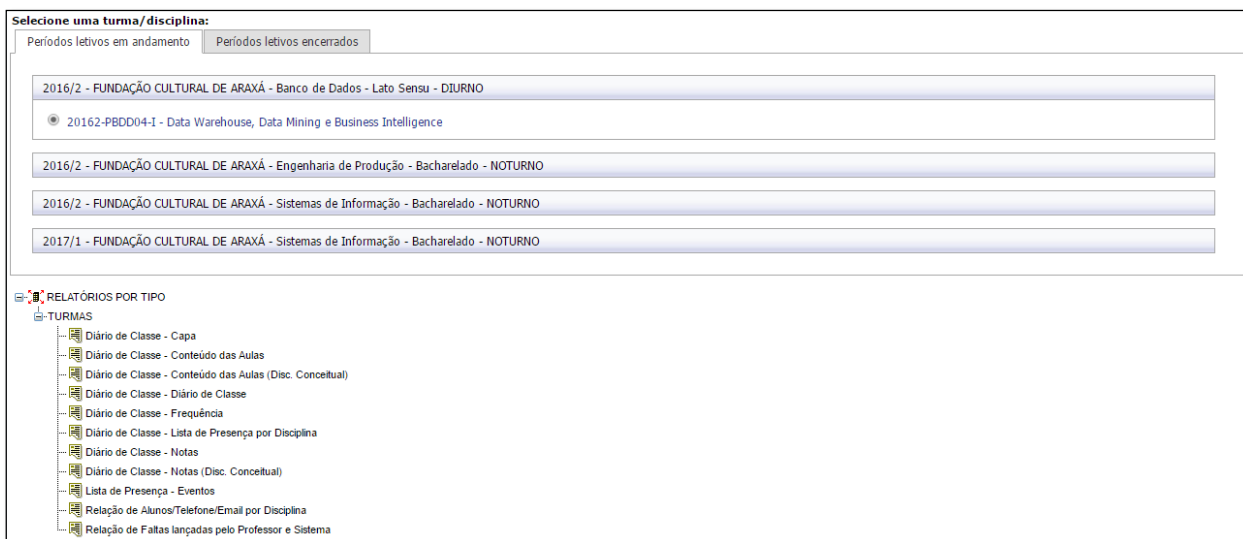 Selecione uma turma/disciplina:
Períodos letivos em andamento Períodos letivos encerrados
2016/2 - FUNDAÇÃO CULTURAL DE ARAXÁ - Banco de Dados - Lato Sensu - DIURNO
20162-PBDD04-I - Data Warehouse, Data Mining e Business Intelligence
2016/2 - FUNDAÇÃO CULTURAL DE ARAXÁ - Engenharia de Produção - Bacharelado - NOTURNO
2016/2 - FUNDAÇÃO CULTURAL DE ARAXÁ - Sistemas de Informação - Bacharelado - NOTURNO
2017/1 - FUNDAÇÃO CULTURAL DE ARAXÁ - Sistemas de Informação - Bacharelado - NOTURNO
RELATÓRIOS POR TIPO
TURMAS
Diário de Classe - Capa
Diário de Classe - Conteúdo das Aulas
Diário de Classe - Conteúdo das Aulas (Disc. Conceitual)
Diário de Classe - Diário de Classe
Diário de Classe - Frequência
Diário de Classe - Lista de Presença por Disciplina
Diário de Classe - Notas
Diário de Classe - Notas (Disc. Conceitual)
Lista de Presença - Eventos
Relação de Alunos/Telefone/Email por Disciplina
Relação de Faltas lançadas pelo Professor e Sistema